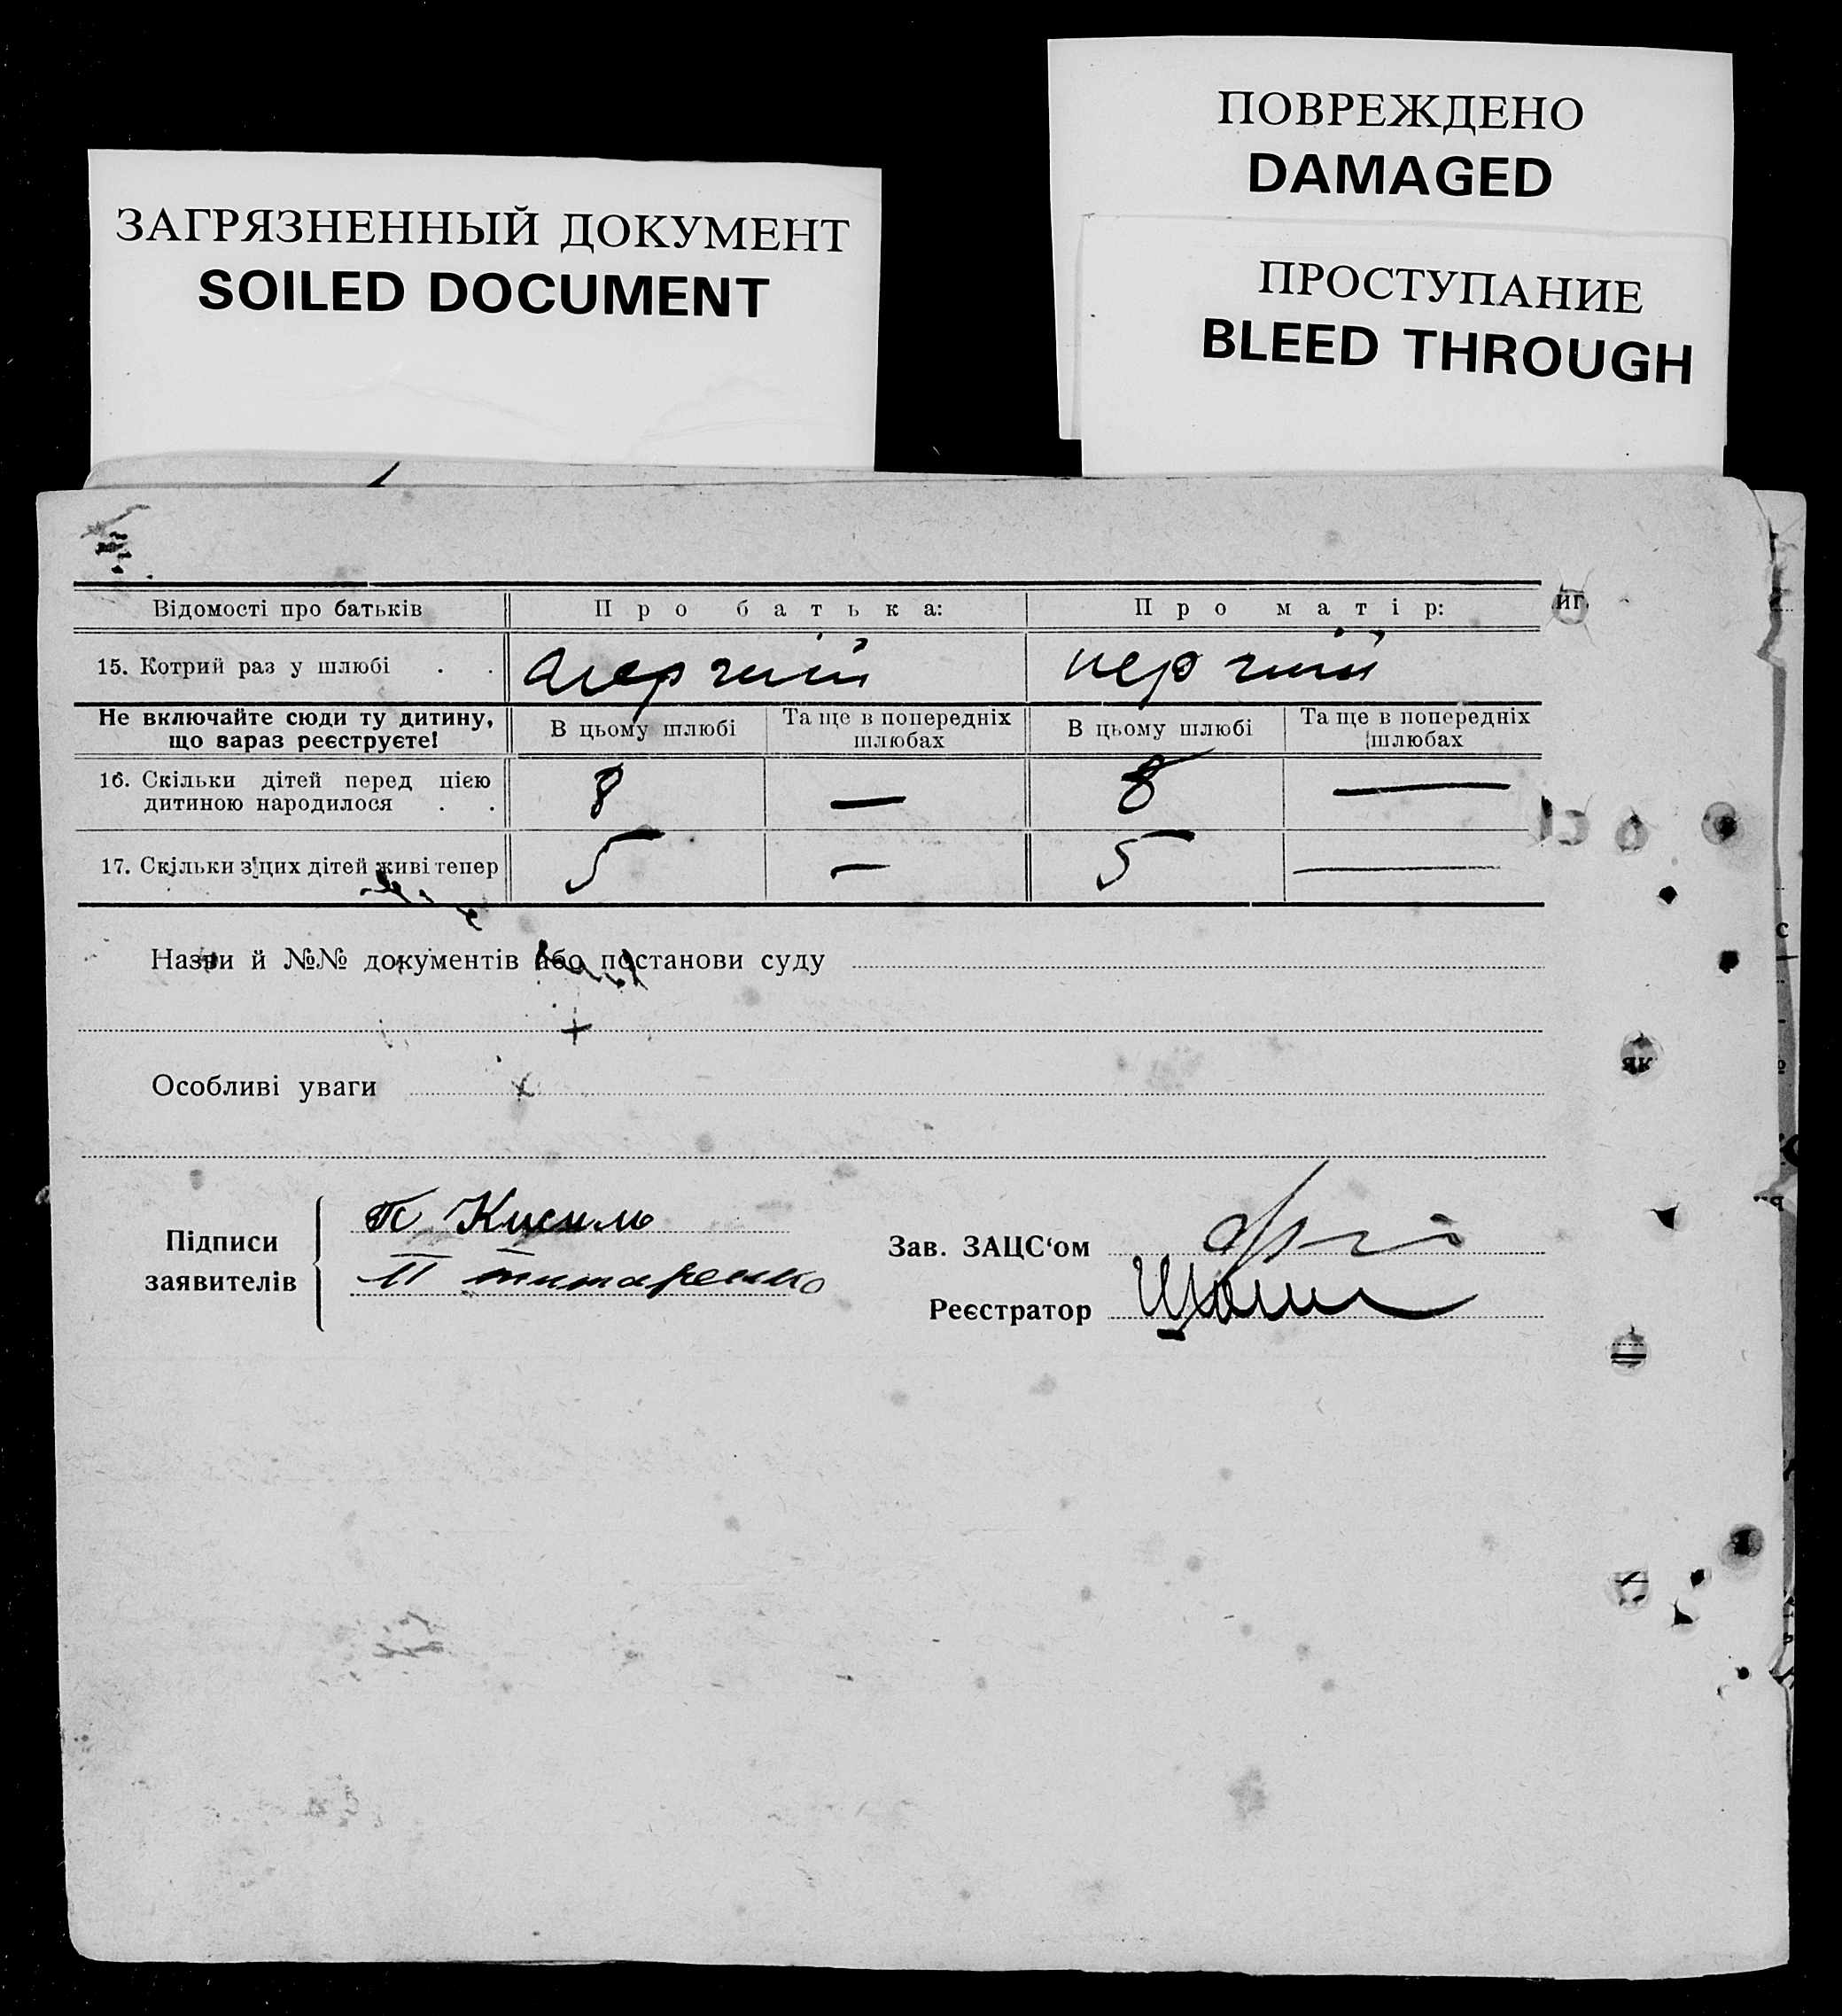 ПОВРЕЖДЕНО
DAMAGED
ЗАГРЯЗНЕННЫЙ ДОКУМЕНТ
SOILED DOCUMENT
ПРОСТУПАНИЕ
BLEED THROUGH
Відомості про батьків Про батька: Про матір:
15. Котрий раз у шлюбі . . перший перший
Не включайте сюди ту дитину, що зараз реєструєте! В цьому шлюбі Та ще в попередніх шлюбах В цьому шлюбі Та ще в попередніх шлюбах
16. Скільки дітей перед цією
дитиною народилося . . 8 — 8 —
17. Скільки з цих дітей живі тепер 5 — 5 —
Назви й №№ документів або постанови суду
Особливі уваги
Підписи заявителів
Кисиль
П титаренко
Зав. ЗАЦС'ом
Реєстратор
иг
як